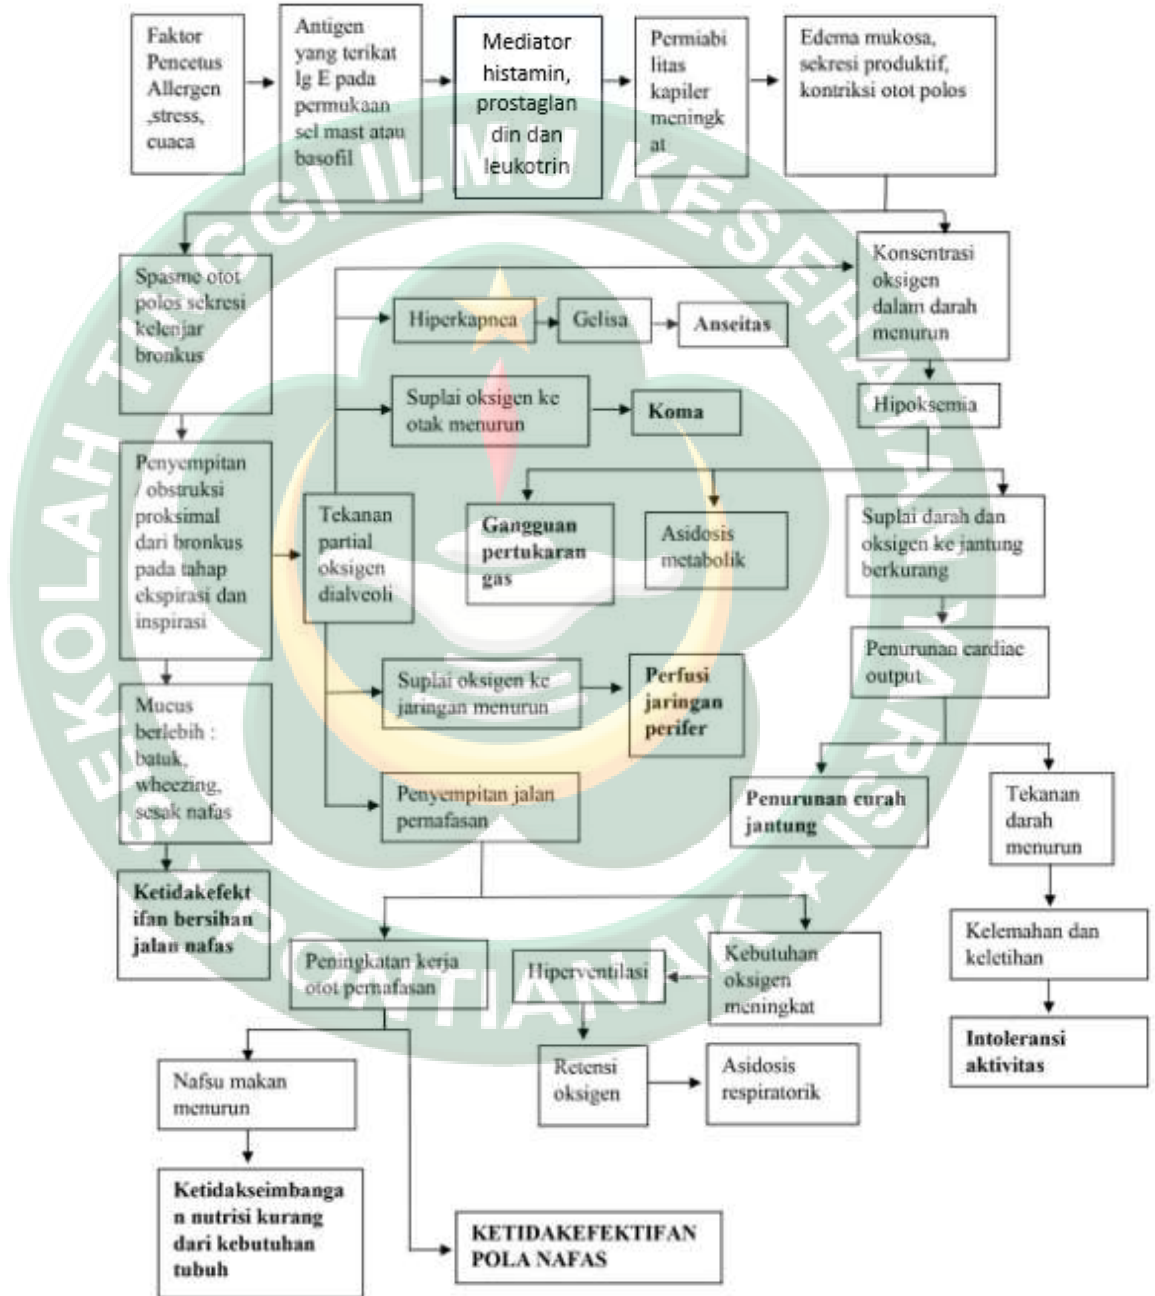 Faktor
Pencetus
Allergen
,stress,
cuaca
Antigen
yang terikat
Ig E pada
permukaan
sel mast atau
basofil
Mediator
histamin,
prostaglan
din dan
leukotrin
Permiabi
litas
kapiler
meningk
at
Edema mukosa,
sekresi produktif,
kontriksi otot polos
Spasme otot
polos sekresi
kelenjar
bronkus
Konsentrasi
oksigen
dalam darah
menurun
Hiperkapnea
Gelisa
Anseitas
Suplai oksigen ke
otak menurun
Koma
Hipoksemia
Penyempitan
/ obstruksi
proksimal
dari bronkus
pada tahap
ekspirasi dan
inspirasi
Tekanan
partial
oksigen
dialveoli
Gangguan
pertukaran
gas
Asidosis
metabolik
Suplai darah dan
oksigen ke jantung
berkurang
Penurunan cardiac
output
Suplai oksigen ke
jaringan menurun
Perfusi
jaringan
perifer
Mucus
berlebih :
batuk,
wheezing,
sesak nafas
Penyempitan jalan
pernafasan
Penurunan curah
jantung
Tekanan
darah
menurun
Ketidakefekt
ifan bersihan
jalan nafas
Peningkatan kerja
otot pernafasan
Hiperventilasi
Kebutuhan
oksigen
meningkat
Kelemahan dan
keletihan
Retensi
oksigen
Asidosis
respiratorik
Intoleransi
aktivitas
Nafsu makan
menurun
Ketidakseimbanga
n nutrisi kurang
dari kebutuhan
tubuh
KETIDAKEFEKTIFAN
POLA NAFAS
SEKOLAH TINGGI ILMU KESEHATAN YARSI
PONTIANAK